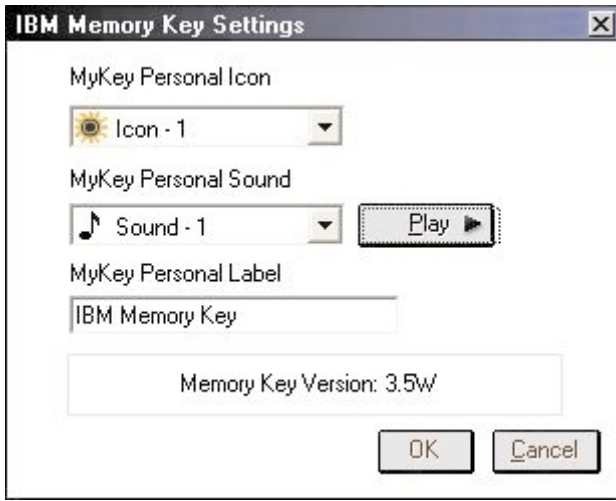 IBM Memory Key Settings
MyKey Personal Icon
Icon - 1
MyKey Personal Sound
Sound - 1 Play
MyKey Personal Label
IBM Memory Key
Memory Key Version: 3.5W
OK Cancel